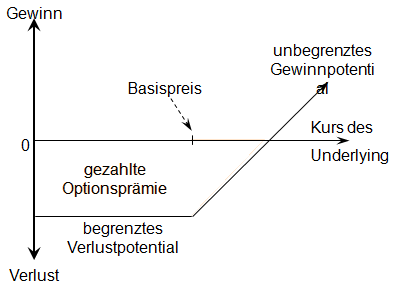 Gewinn
unbegrenztes
Gewinnpotenti
al
Basispreis
Kurs des
Underlying
0
gezahlte
Optionsprämie
begrenztes
Verlustpotential
Verlust